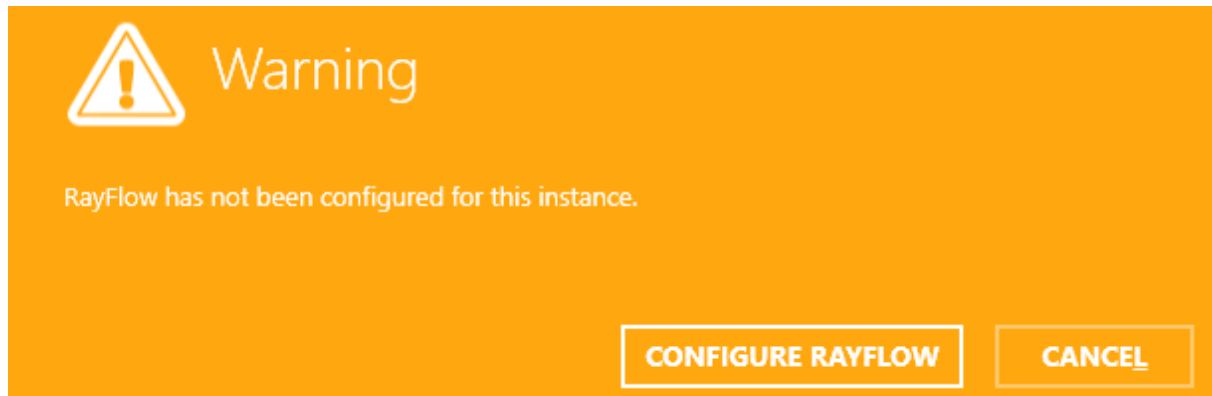 Warning
RayFlow has not been configured for this instance.
CONFIGURE RAYFLOW CANCEL